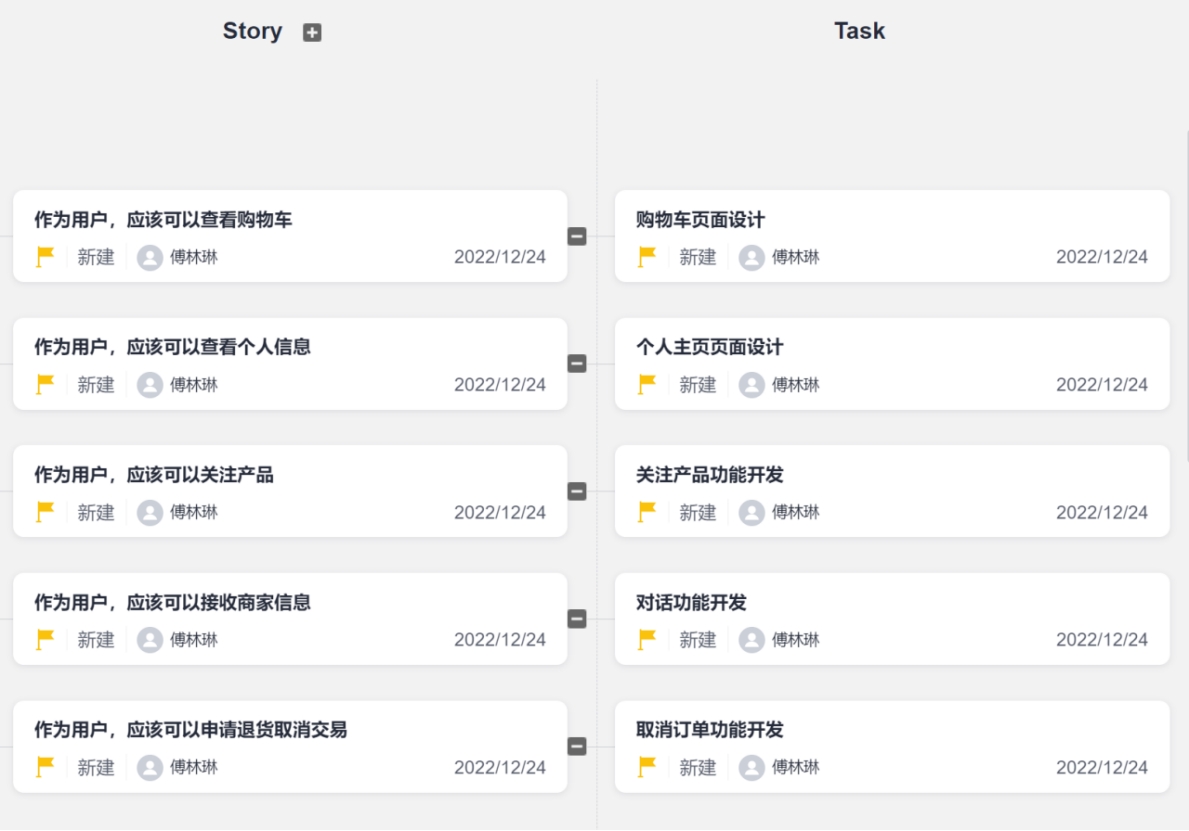 Story
Task
作为用户，应该可以查看购物车
新建 傅林琳 2022/12/24
购物车页面设计
新建 傅林琳 2022/12/24
作为用户，应该可以查看个人信息
新建 傅林琳 2022/12/24
个人主页页面设计
新建 傅林琳 2022/12/24
作为用户，应该可以关注产品
新建 傅林琳 2022/12/24
关注产品功能开发
新建 傅林琳 2022/12/24
作为用户，应该可以接收商家信息
新建 傅林琳 2022/12/24
对话功能开发
新建 傅林琳 2022/12/24
作为用户，应该可以申请退货取消交易
新建 傅林琳 2022/12/24
取消订单功能开发
新建 傅林琳 2022/12/24